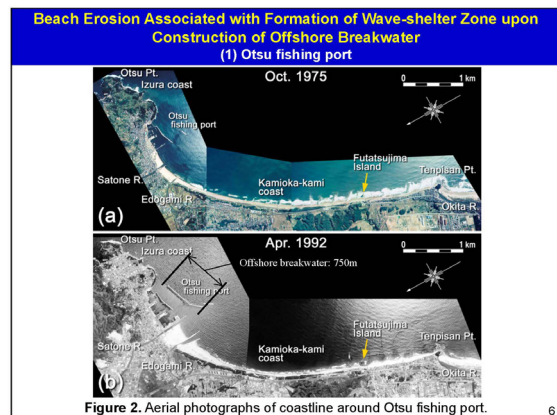 Beach Erosion Associated with Formation of Wave-shelter Zone upon
Construction of Offshore Breakwater
(1) Otsu fishing port
Oct. 1975
Otsu Pt.
Izura coast
0 1 km
Otsu
fishing port
Futatsujima
Island
Tenpisan Pt.
Satone R.
Kamioka-kami
coast
Edogami R.
Okita R.
(a)
Apr. 1992
Otsu Pt.
Izura coast
0 1 km
Offshore breakwater: 750m
Otsu
fishing port
Futatsujima
Island
Tenpisan Pt.
Satone R.
Kamioka-kami
coast
Edogami R.
Okita R.
(b)
Figure 2. Aerial photographs of coastline around Otsu fishing port.
6